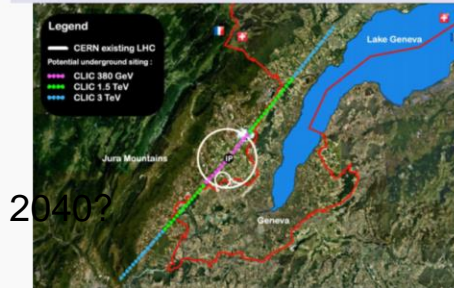 Legend
CERN existing LHC
Potential underground siting :
CLIC 380 GeV
CLIC 1.5 TeV
CLIC 3 TeV
Lake Geneva
Jura Mountains
IP
2040?
Geneva